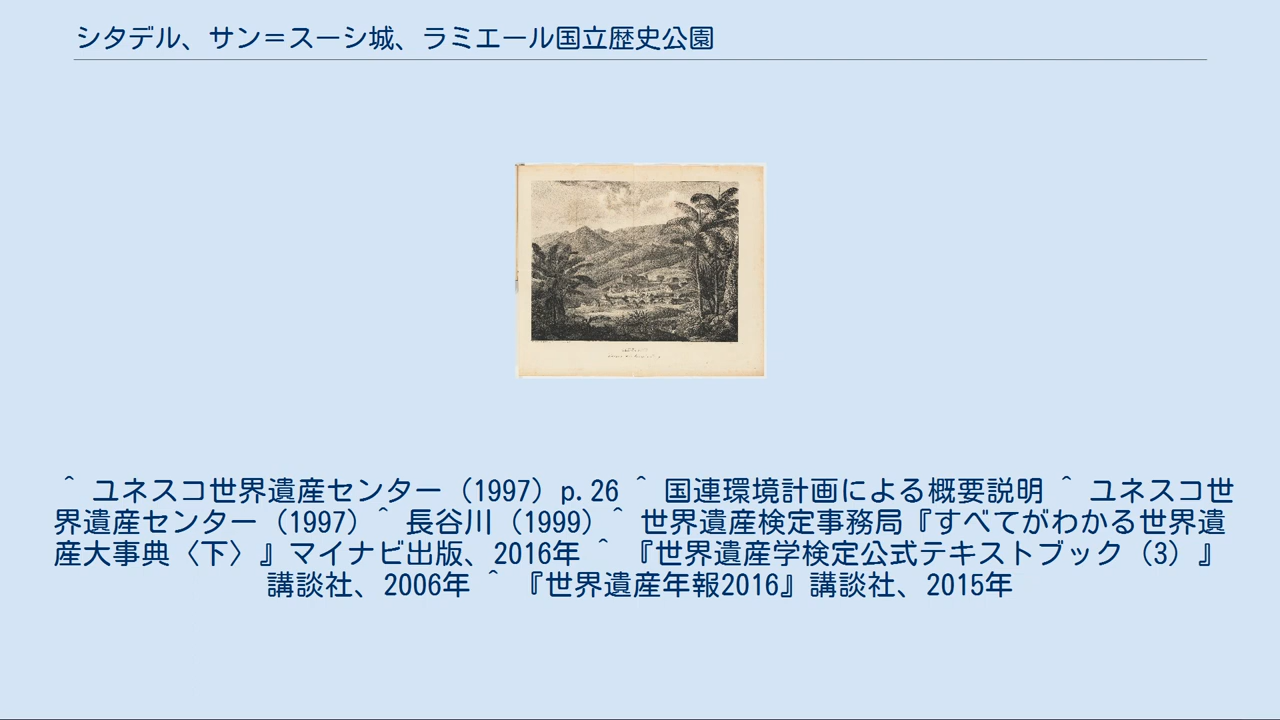 シタデル、サン＝スーシ城、ラミエール国立歴史公園
^ ユネスコ世界遺産センター（1997）p. 26 ^ 国連環境計画による概要説明 ^ ユネスコ世
界遺産センター（1997）^ 長谷川（1999）^ 世界遺産検定事務局『すべてがわかる世界遺
産大事典〈下〉』マイナビ出版、2016年 ^ 『世界遺産学検定公式テキストブック（3）』
講談社、2006年 ^ 『世界遺産年報2016』講談社、2015年